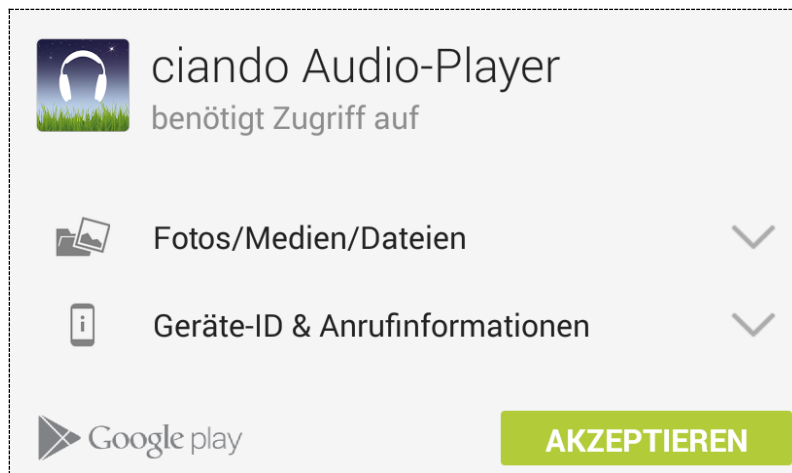 ciando Audio-Player
benötigt Zugriff auf
Fotos/Medien/Dateien
Geräte-ID & Anrufinformationen
Google play
AKZEPTIEREN